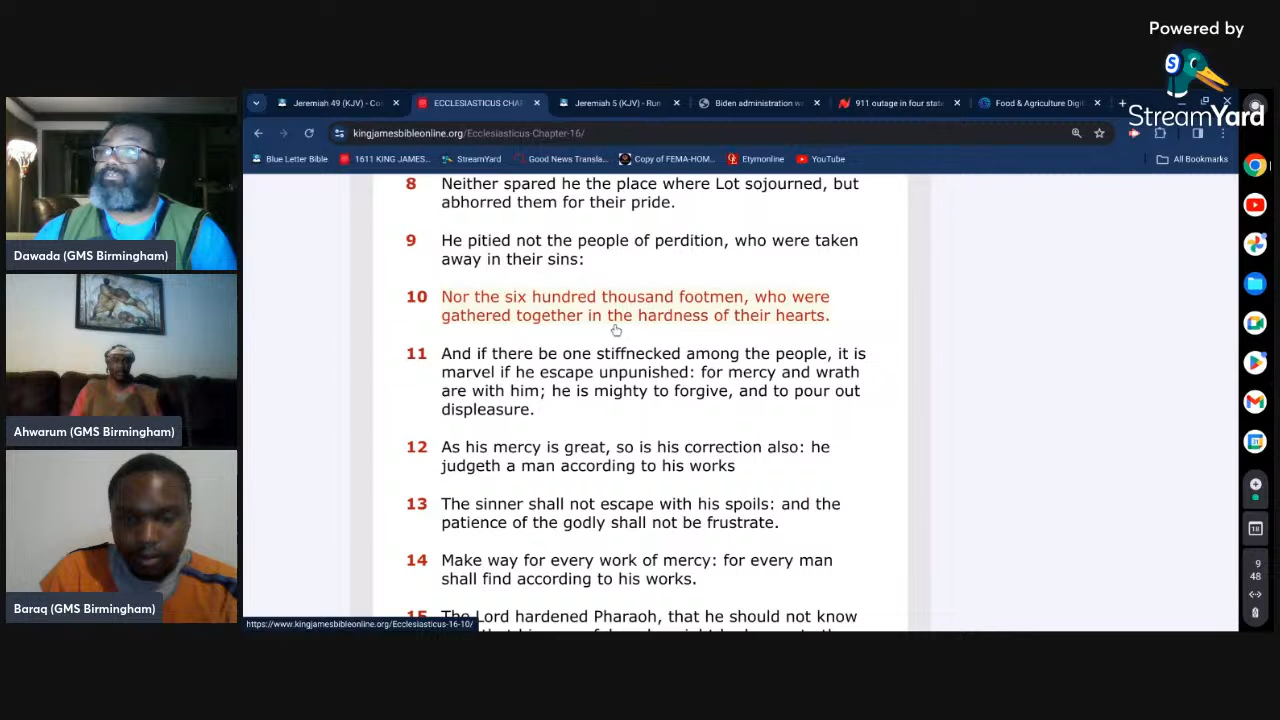 Powered by
StreamYard
Jeremiah 49 (KJV) - Co
ECCLESIASTICUS CHA
Jeremiah 5 (KJV) - Run
Biden administration w
911 outage in four state
Food & Agriculture Digi
kingjamesbibleonline.org/Ecclesiasticus-Chapter-16/
Blue Letter Bible
1611 KING JAMES...
StreamYard
Good News Transla...
Copy of FEMA-HOM...
Etymonline
YouTube
All Bookmarks
8 Neither spared he the place where Lot sojourned, but
abhorred them for their pride.
9 He pitied not the people of perdition, who were taken
away in their sins:
10 Nor the six hundred thousand footmen, who were
gathered together in the hardness of their hearts.
11 And if there be one stiffnecked among the people, it is
marvel if he escape unpunished: for mercy and wrath
are with him; he is mighty to forgive, and to pour out
displeasure.
12 As his mercy is great, so is his correction also: he
judgeth a man according to his works
13 The sinner shall not escape with his spoils: and the
patience of the godly shall not be frustrate.
14 Make way for every work of mercy: for every man
shall find according to his works.
15 The Lord hardened Pharaoh, that he should not know
https://www.kingjamesbibleonline.org/Ecclesiasticus-16-10/
Dawada (GMS Birmingham)
Ahwarum (GMS Birmingham)
Baraq (GMS Birmingham)
9
48